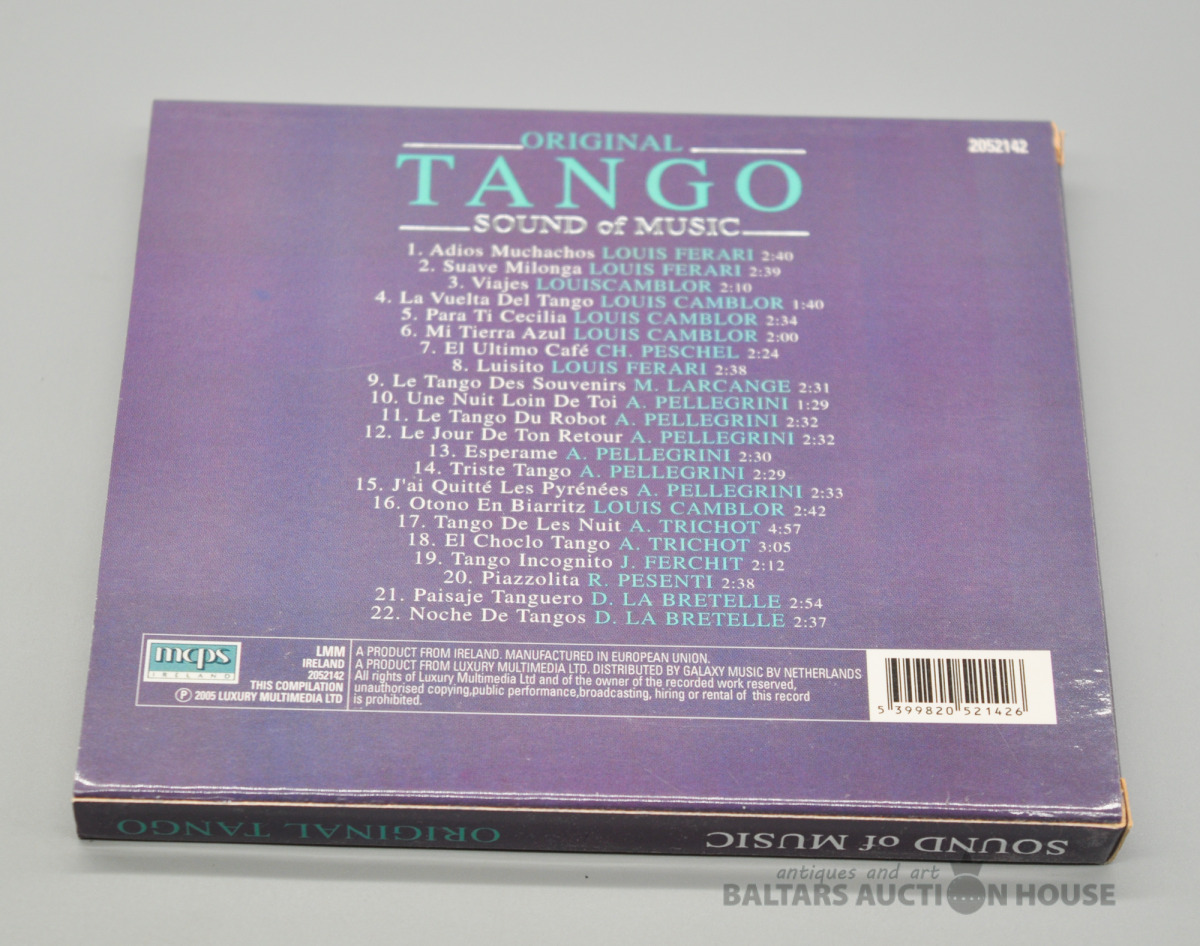 ORIGINAL
2052142
TANGO
SOUND of MUSIC
1. Adios Muchachos LOUIS FERARI 2:40
2. Suave Milonga LOUIS FERARI 2:39
3. Viajes LOUISCAMBLOR 2:10
4. La Vuelta Del Tango LOUIS CAMBLOR 1:40
5. Para Ti Cecilia LOUIS CAMBLOR 2:34
6. Mi Tierra Azul LOUIS CAMBLOR 2:00
7. El Ultimo Café CH. PESCHEL 2:24
8. Luisito LOUIS FERARI 2:38
9. Le Tango Des Souvenirs M. LARCANGE 2:31
10. Une Nuit Loin De Toi A. PELLEGRINI 1:29
11. Le Tango Du Robot A. PELLEGRINI 2:32
12. Le Jour De Ton Retour A. PELLEGRINI 2:32
13. Esperame A. PELLEGRINI 2:30
14. Triste Tango A. PELLEGRINI 2:29
15. J'ai Quitté Les Pyrénées A. PELLEGRINI 2:33
16. Otono En Biarritz LOUIS CAMBLOR 2:42
17. Tango De Les Nuit A. TRICHOT 4:57
18. El Choclo Tango A. TRICHOT 3:05
19. Tango Incognito J. FERCHIT 2:12
20. Piazzolita R. PESENTI 2:38
21. Paisaje Tanguero D. LA BRETELLE 2:54
22. Noche De Tangos D. LA BRETELLE 2:37
mcps
IRELAND
LMM
IRELAND
2052142
THIS COMPILATION
Ⓟ 2005 LUXURY MULTIMEDIA LTD
A PRODUCT FROM IRELAND. MANUFACTURED IN EUROPEAN UNION.
A PRODUCT FROM LUXURY MULTIMEDIA LTD. DISTRIBUTED BY GALAXY MUSIC BV NETHERLANDS
All rights of Luxury Multimedia Ltd and of the owner of the recorded work reserved,
unauthorised copying,public performance,broadcasting, hiring or rental of this record
is prohibited.
5 399820 521426
SOUND of MUSIC
ORIGINAL TANGO
antiques and art
BALTARS AUCTION HOUSE